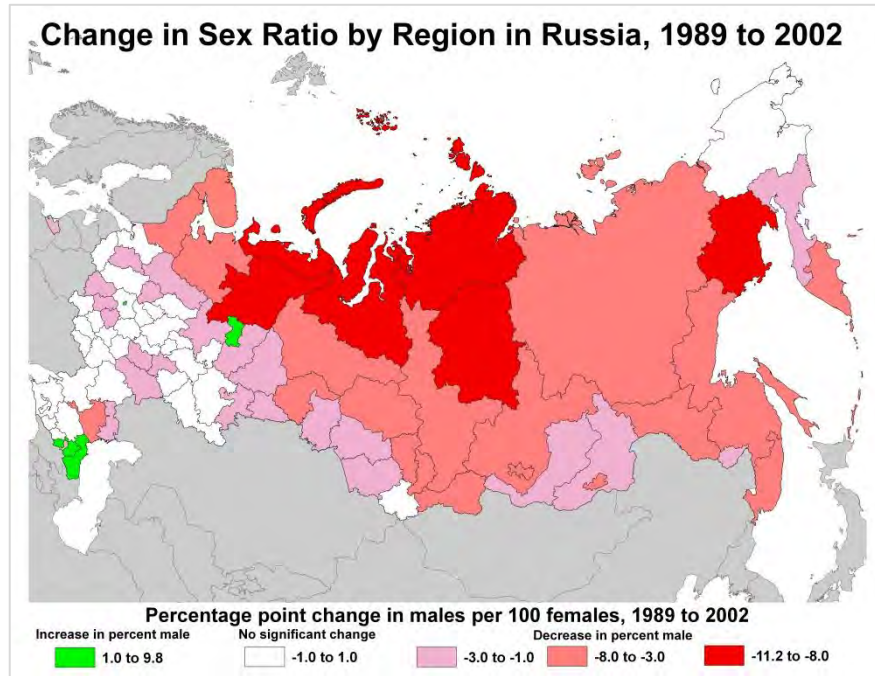 Change in Sex Ratio by Region in Russia, 1989 to 2002
Percentage point change in males per 100 females, 1989 to 2002
Increase in percent male No significant change Decrease in percent male
1.0 to 9.8 -1.0 to 1.0 -3.0 to -1.0 -8.0 to -3.0 -11.2 to -8.0